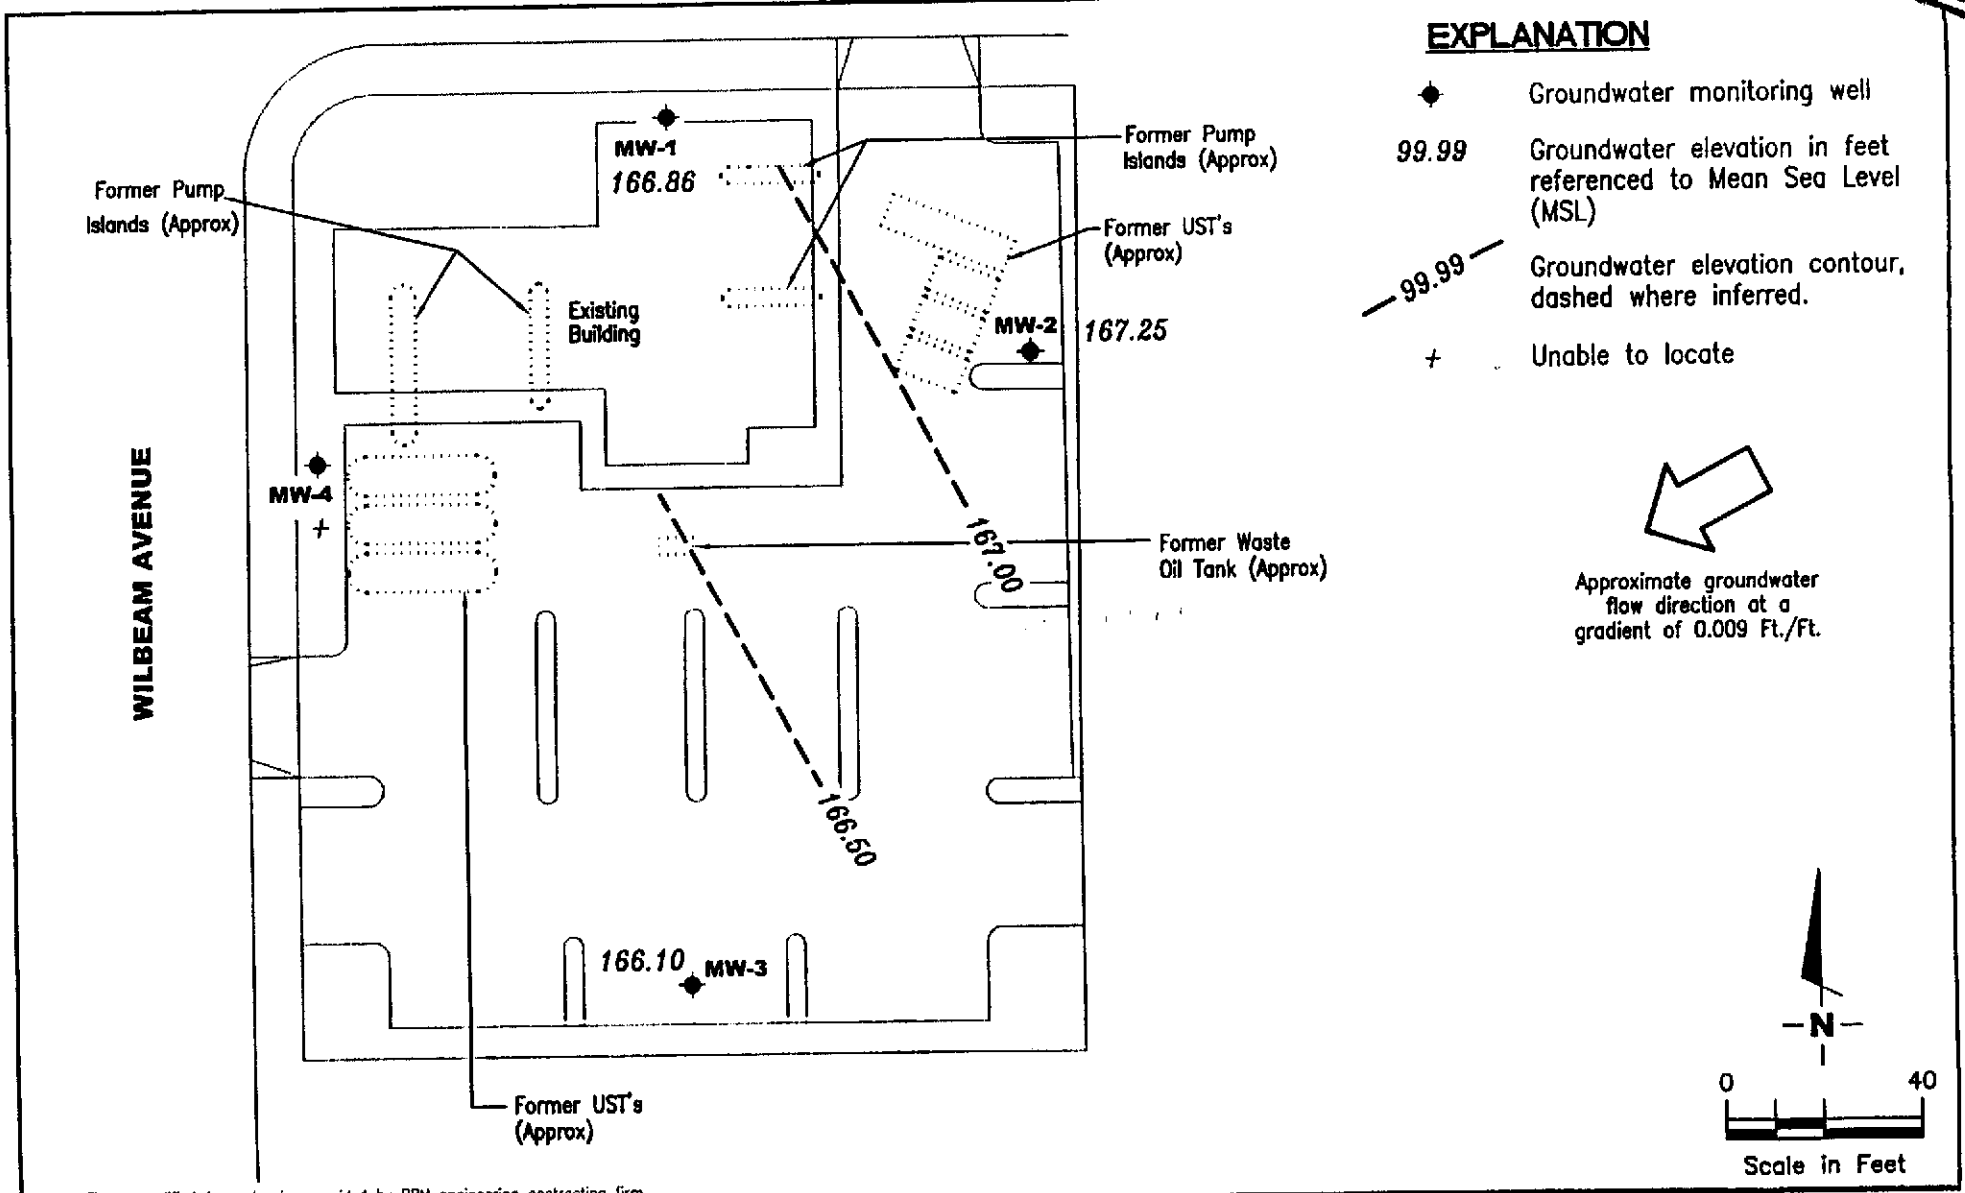 EXPLANATION
Groundwater monitoring well
99.99
Groundwater elevation in feet
referenced to Mean Sea Level
(MSL)
99.99
Groundwater elevation contour,
dashed where inferred.
+
Unable to locate
Approximate groundwater
flow direction at a
gradient of 0.009 Ft./Ft.
-N-
0 40
Scale in Feet
WILBEAM AVENUE
Former Pump
Islands (Approx)
MW-1
166.86
Former Pump
Islands (Approx)
Former UST's
(Approx)
Existing
Building
MW-2
167.25
MW-4
+
167.00
Former Waste
Oil Tank (Approx)
166.50
166.10
MW-3
Former UST's
(Approx)